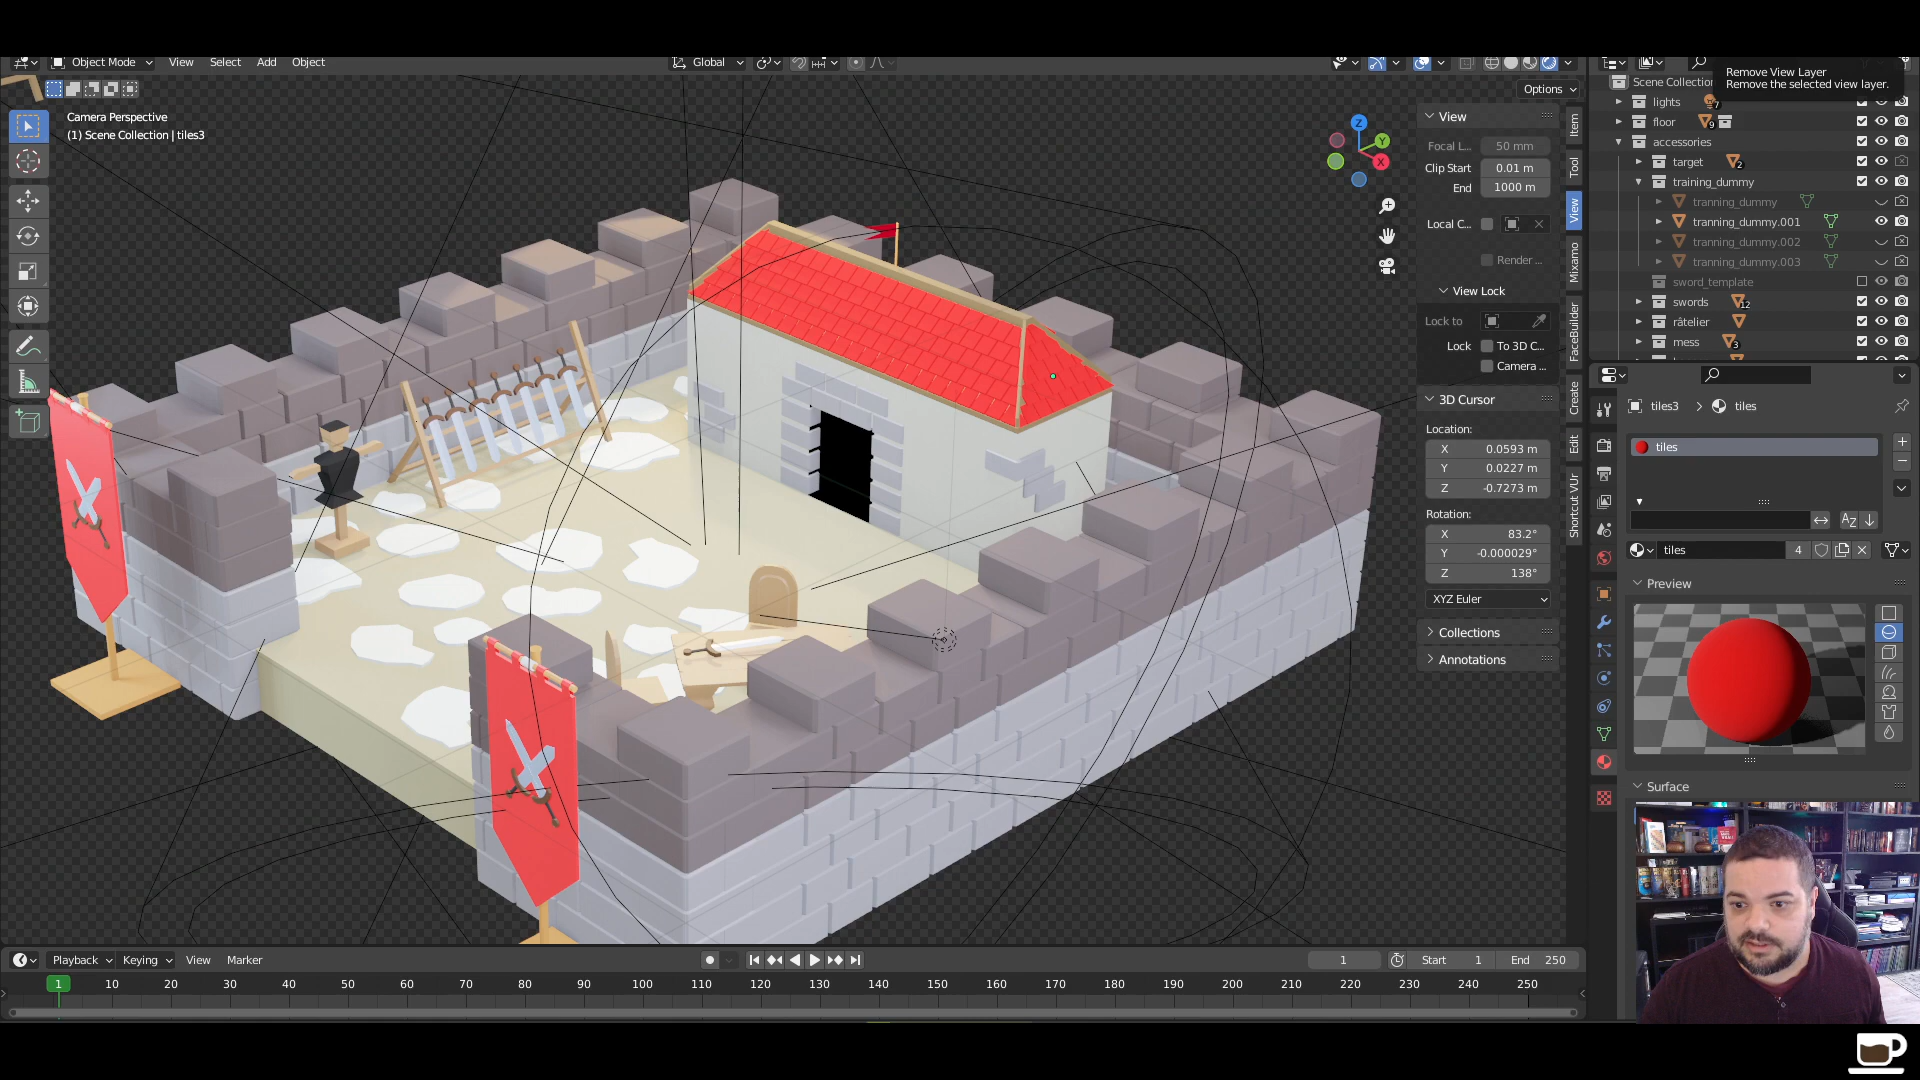 Object Mode
View
Select
Add
Object
Global
Options
Camera Perspective
(1) Scene Collection | tiles3
Z
Y
X
View
Focal L...
50 mm
Clip Start
0.01 m
End
1000 m
Local C...
Render ...
View Lock
Lock to
Lock
To 3D C...
Camera ...
3D Cursor
Location:
X 0.0593 m
Y 0.0227 m
Z -0.7273 m
Rotation:
X 83.2°
Y -0.000029°
Z 138°
XYZ Euler
Collections
Annotations
Item
Tool
View
Mixamo
FaceBuilder
Create
Edit
Shortcut VUr
Scene Collection
Remove View Layer
Remove the selected view layer.
lights 7
floor 9
accessories
target 2
training_dummy
tranning_dummy
tranning_dummy.001
tranning_dummy.002
tranning_dummy.003
sword_template
swords 12
râtelier
mess 3
tiles3
tiles
tiles
tiles 4
Preview
Surface
Playback
Keying
View
Marker
1
Start 1
End 250
1 10 20 30 40 50 60 70 80 90 100 110 120 130 140 150 160 170 180 190 200 210 220 230 240 250